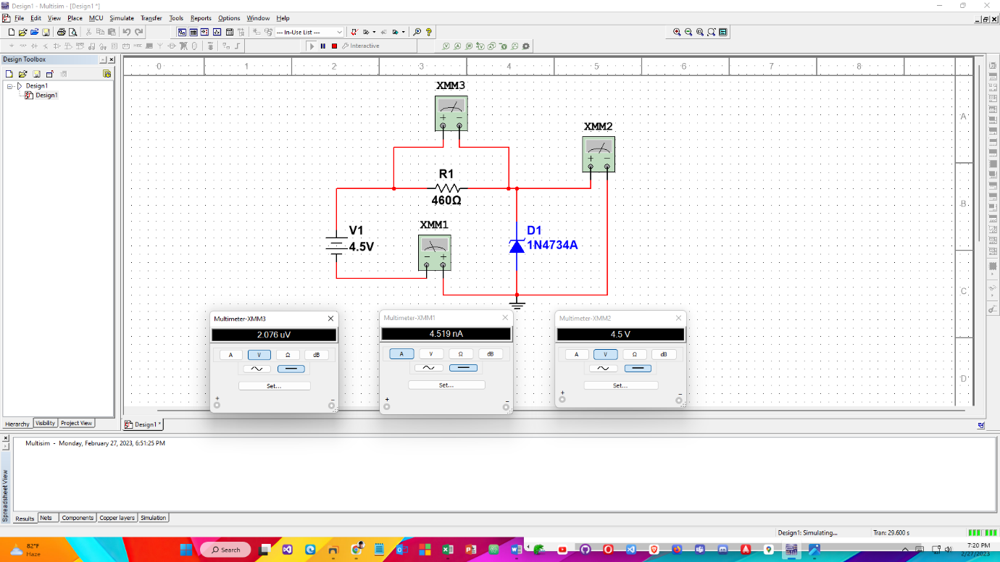 Design1 - Multisim - [Design1 *]
File Edit View Place MCU Simulate Transfer Tools Reports Options Window Help
--- In-Use List ---
Interactive
Design Toolbox
Design1
Design1
0 1 2 3 4 5 6 7 8
A
B
C
D
XMM3
XMM2
R1
460Ω
XMM1
V1
4.5V
D1
1N4734A
Multimeter-XMM3
2.076 uV
A V Ω dB
Set...
+ −
Multimeter-XMM1
4.519 nA
A V Ω dB
Set...
+ −
Multimeter-XMM2
4.5 V
A V Ω dB
Set...
+ −
Hierarchy Visibility Project View
Design1 *
Multisim - Monday, February 27, 2023, 6:51:25 PM
Spreadsheet View
Results Nets Components Copper layers Simulation
Design1: Simulating... Tran: 29.600 s
82°F
Haze
Search
7:20 PM
2/27/2023